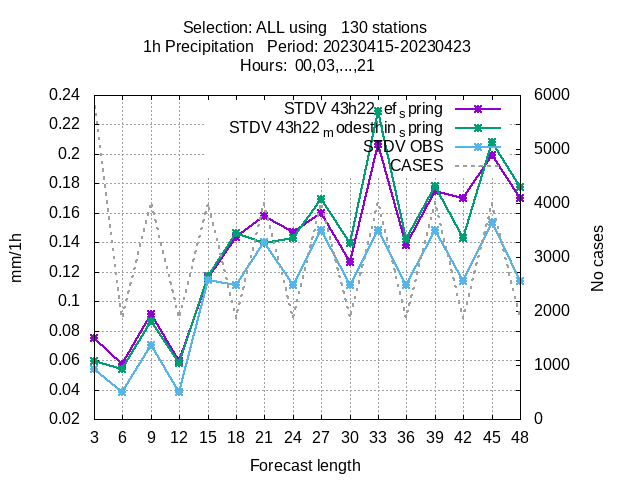 Selection: ALL using   130 stations
1h Precipitation   Period: 20230415-20230423
Hours:  00,03,...,21
STDV 43h22 ef s pring
STDV 43h22 m odesthin s pring
STDV OBS
CASES
0.24
0.22
0.2
0.18
0.16
0.14
0.12
0.1
0.08
0.06
0.04
0.02
mm/1h
6000
5000
4000
3000
2000
1000
0
No cases
3 6 9 12 15 18 21 24 27 30 33 36 39 42 45 48
Forecast length